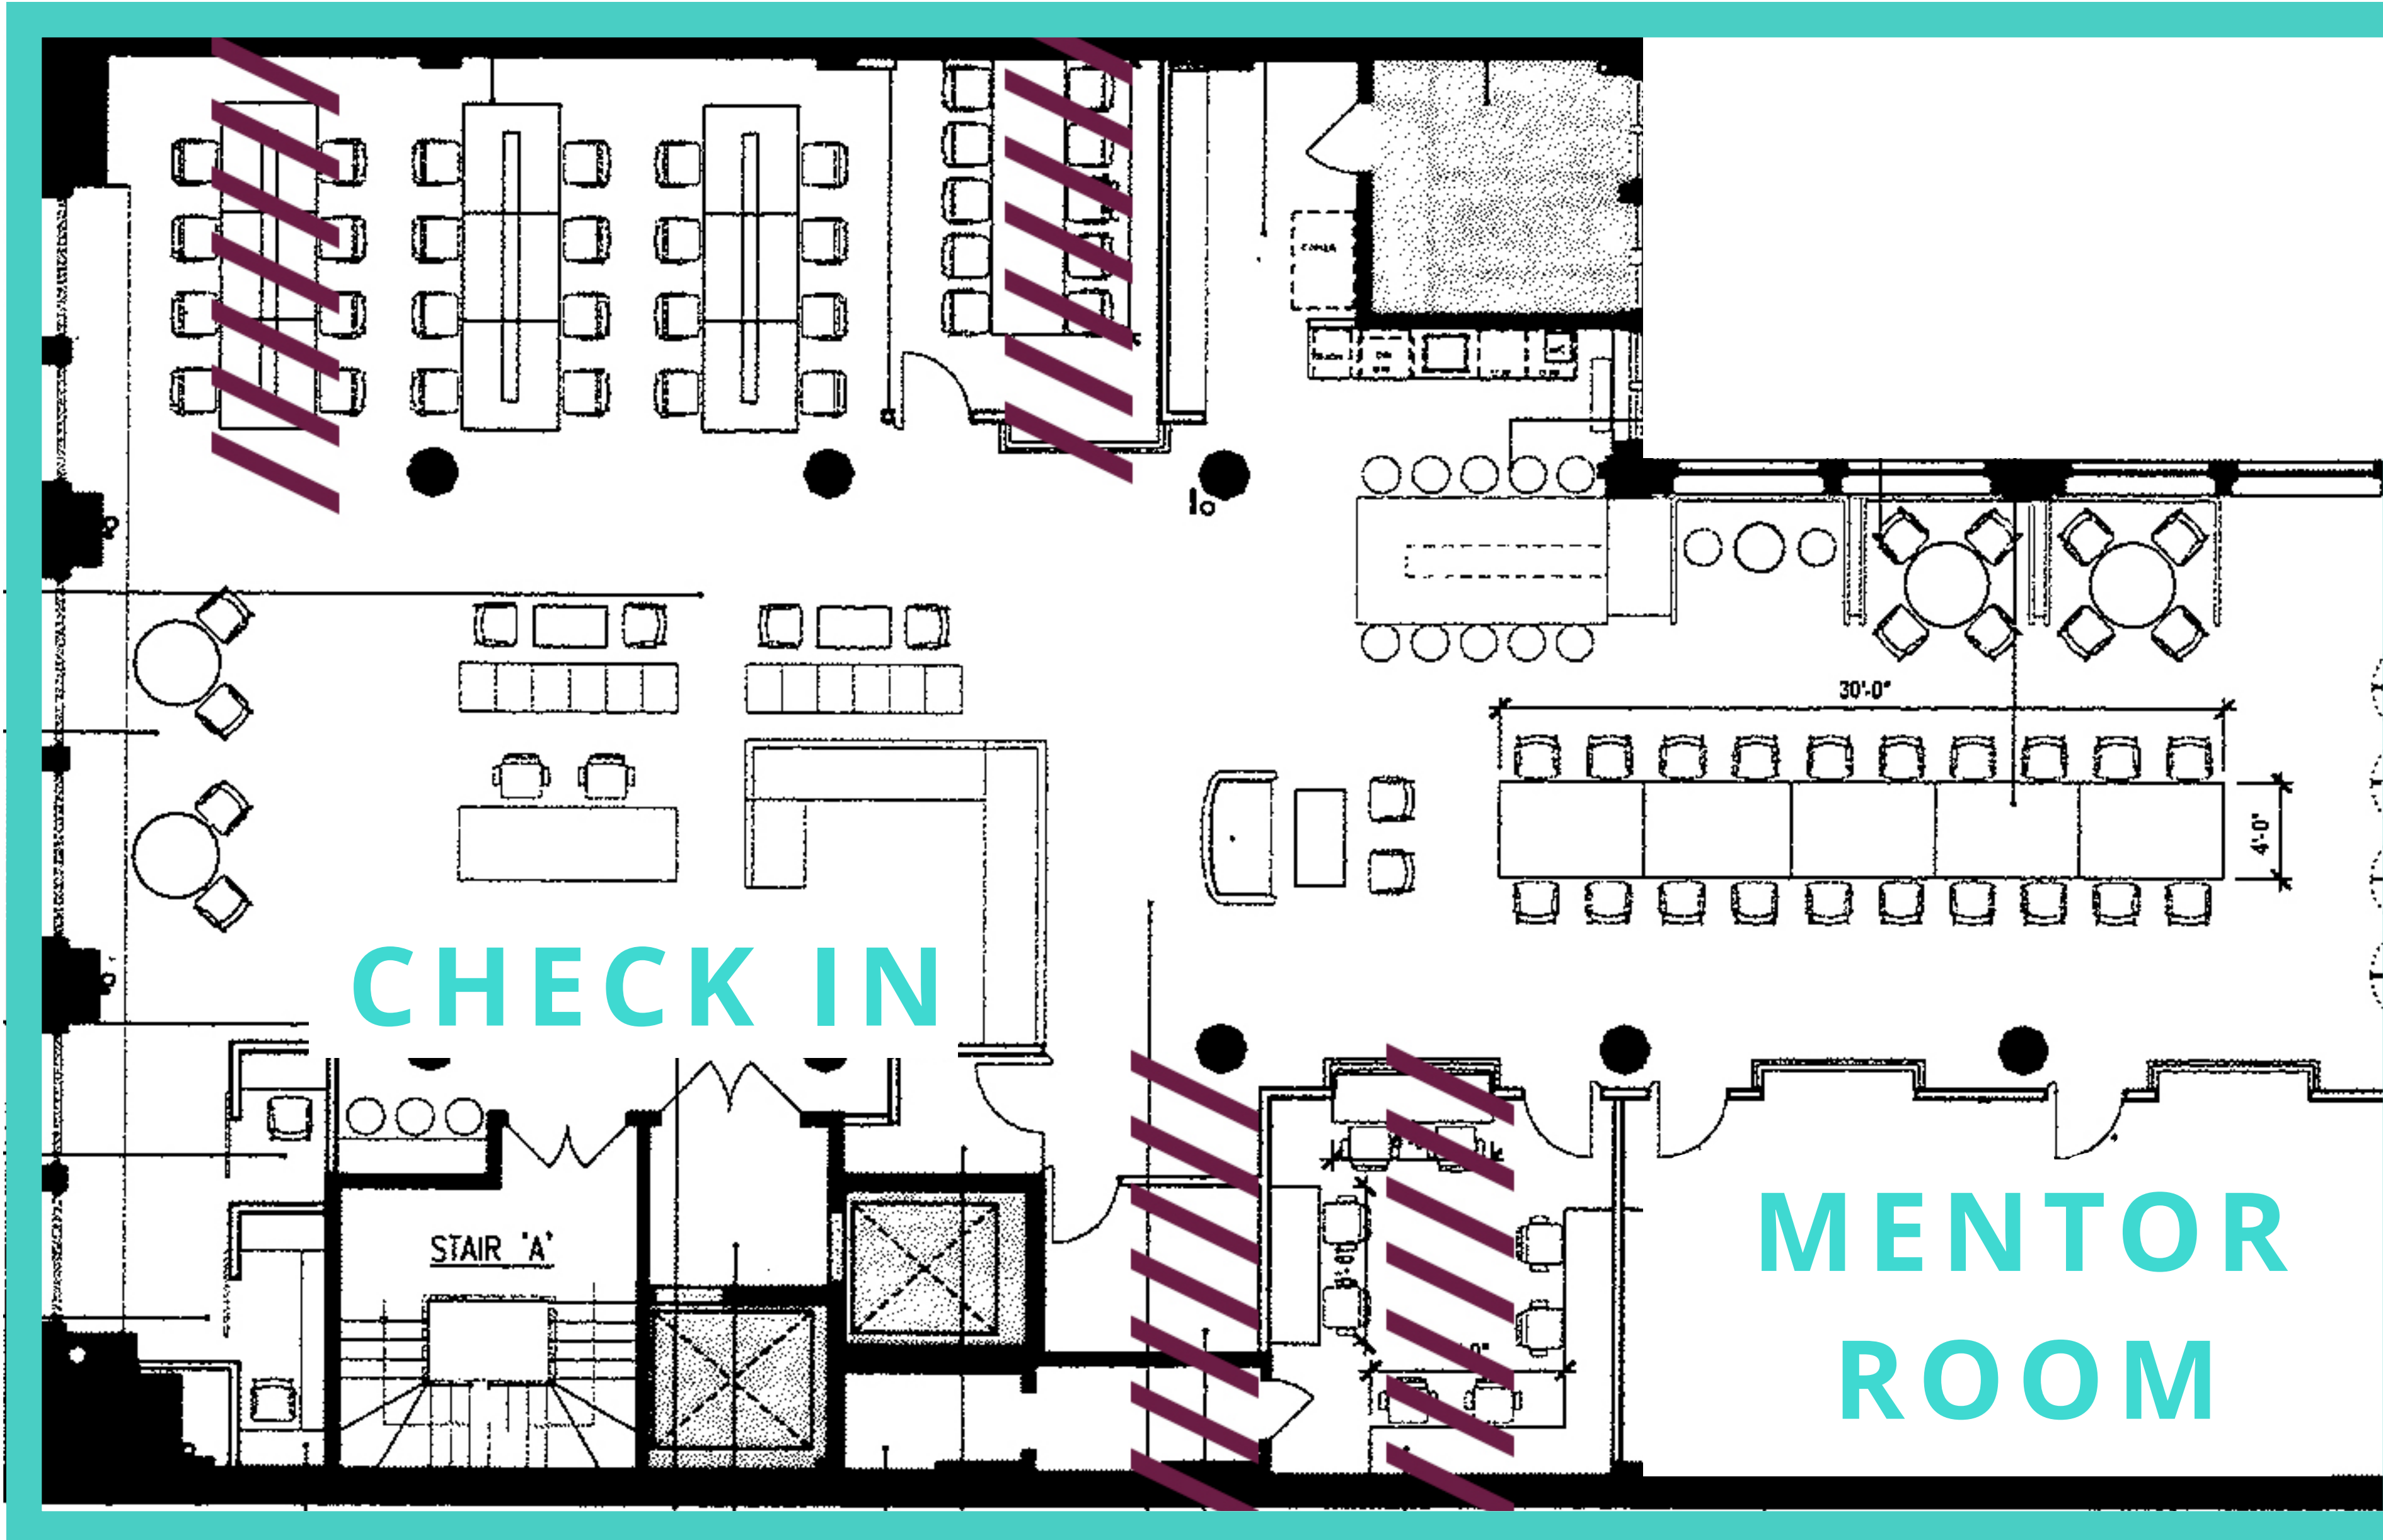 30'-0"
4'-0"
CHECK IN
STAIR 'A'
MENTOR
ROOM